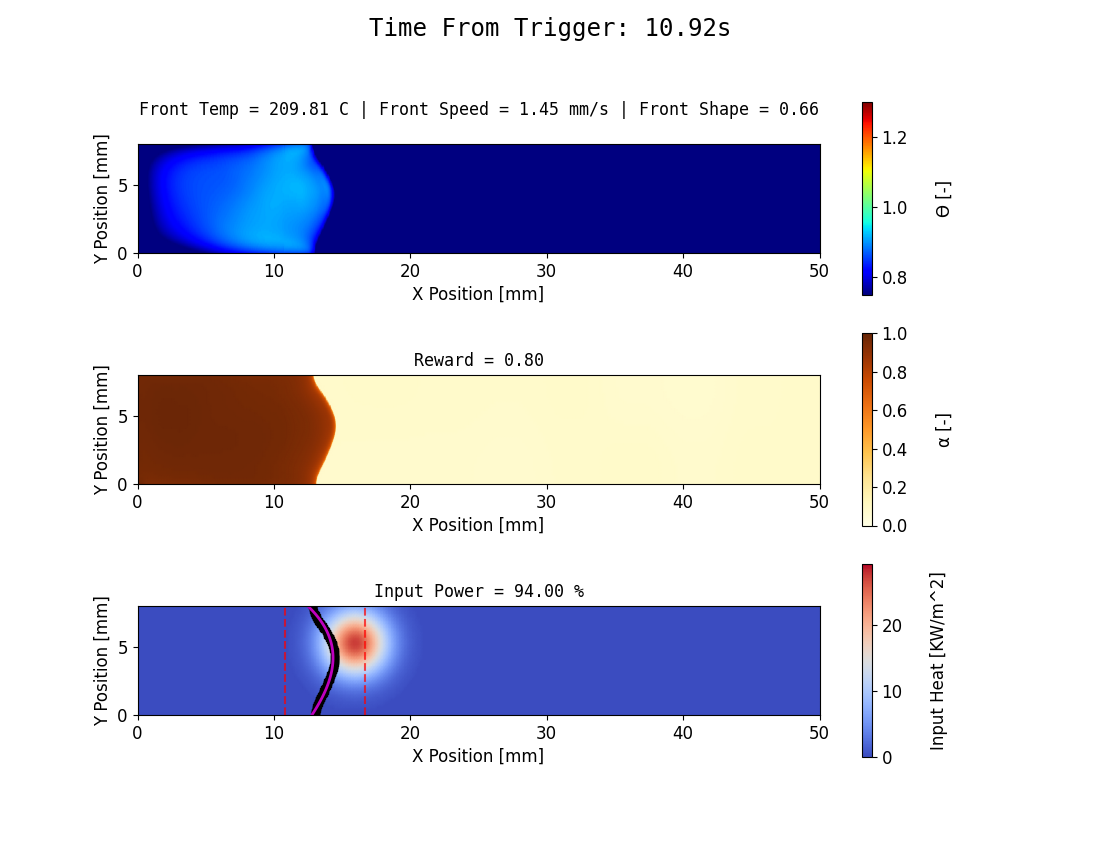 Time From Trigger: 10.92s
Front Temp = 209.81 C | Front Speed = 1.45 mm/s | Front Shape = 0.66
Y Position [mm]
5
0
0 10 20 30 40 50
X Position [mm]
1.2
1.0
0.8
Θ [-]
Reward = 0.80
Y Position [mm]
5
0
0 10 20 30 40 50
X Position [mm]
1.0
0.8
0.6
0.4
0.2
0.0
α [-]
Input Power = 94.00 %
Y Position [mm]
5
0
0 10 20 30 40 50
X Position [mm]
20
10
0
Input Heat [KW/m^2]